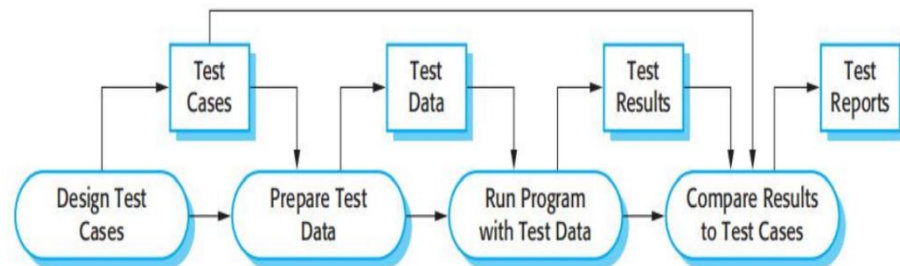 Test
Cases
Test
Data
Test
Results
Test
Reports
Design Test
Cases
Prepare Test
Data
Run Program
with Test Data
Compare Results
to Test Cases